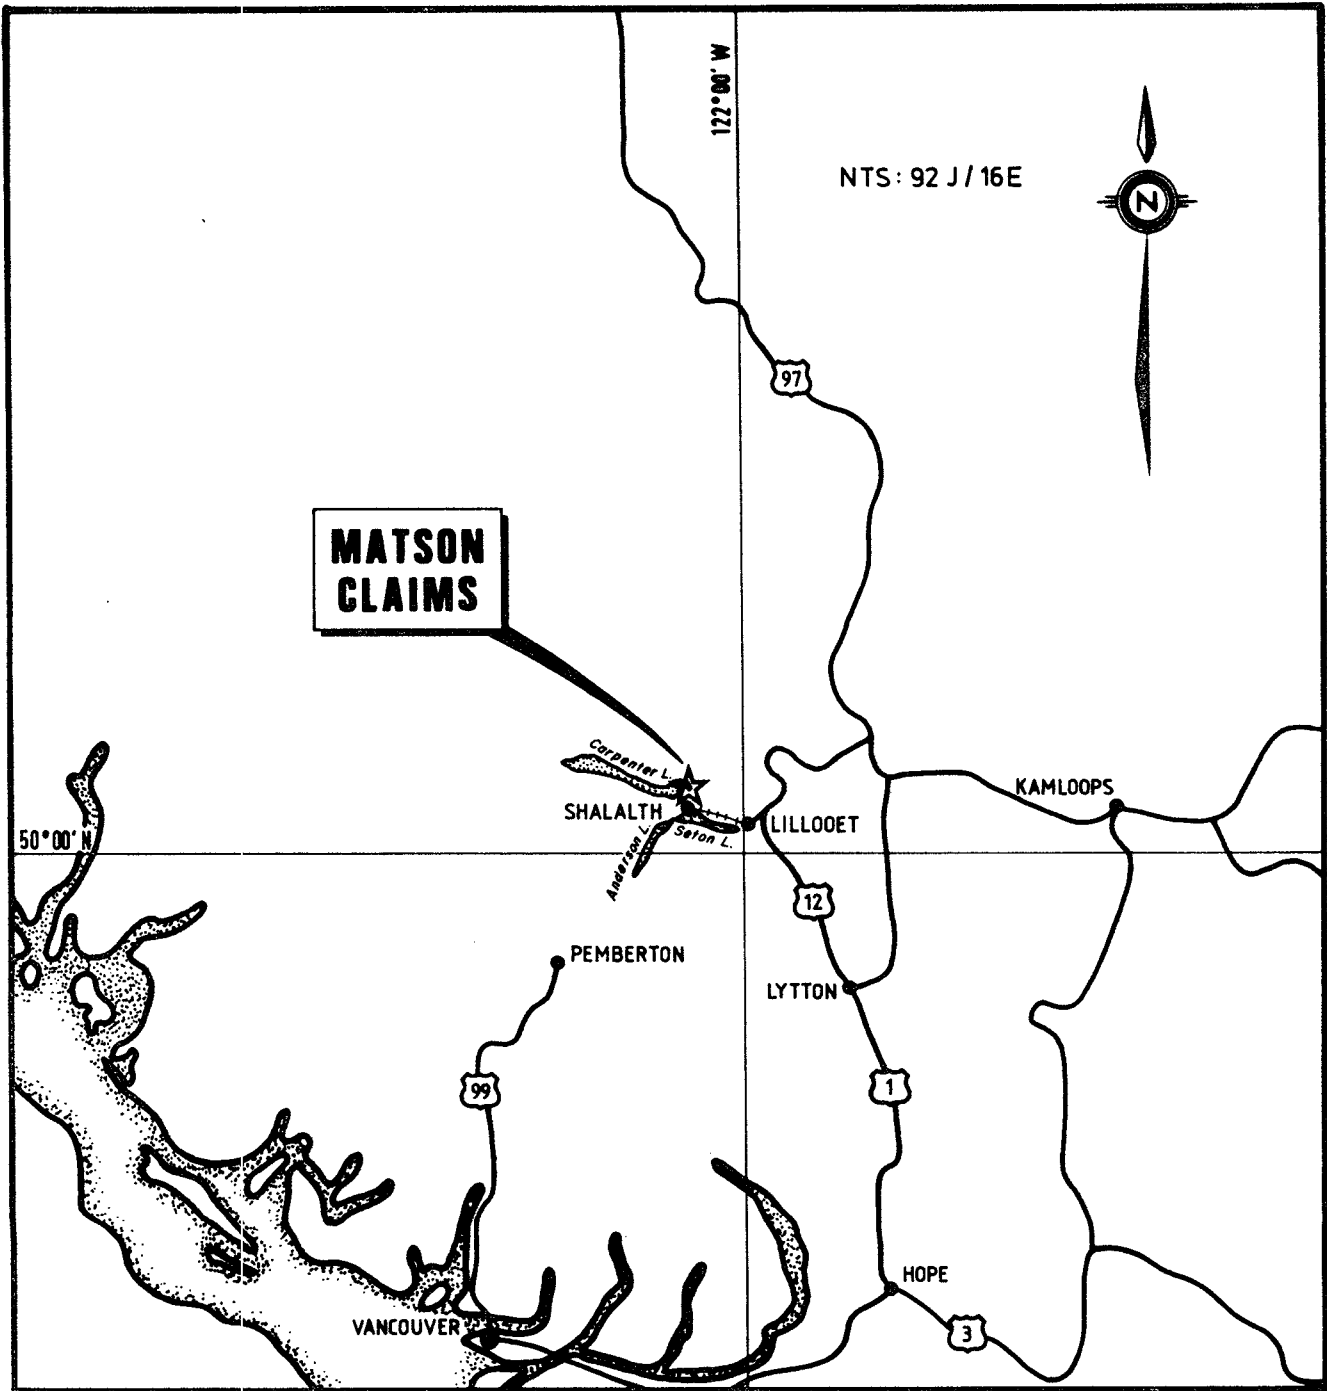 122°00' W
NTS: 92 J / 16E
N
97
MATSON
CLAIMS
Carpenter L.
SHALALTH
KAMLOOPS
LILLOOET
Seton L.
Anderson L.
50°00' N
12
PEMBERTON
LYTTON
99
1
HOPE
VANCOUVER
3